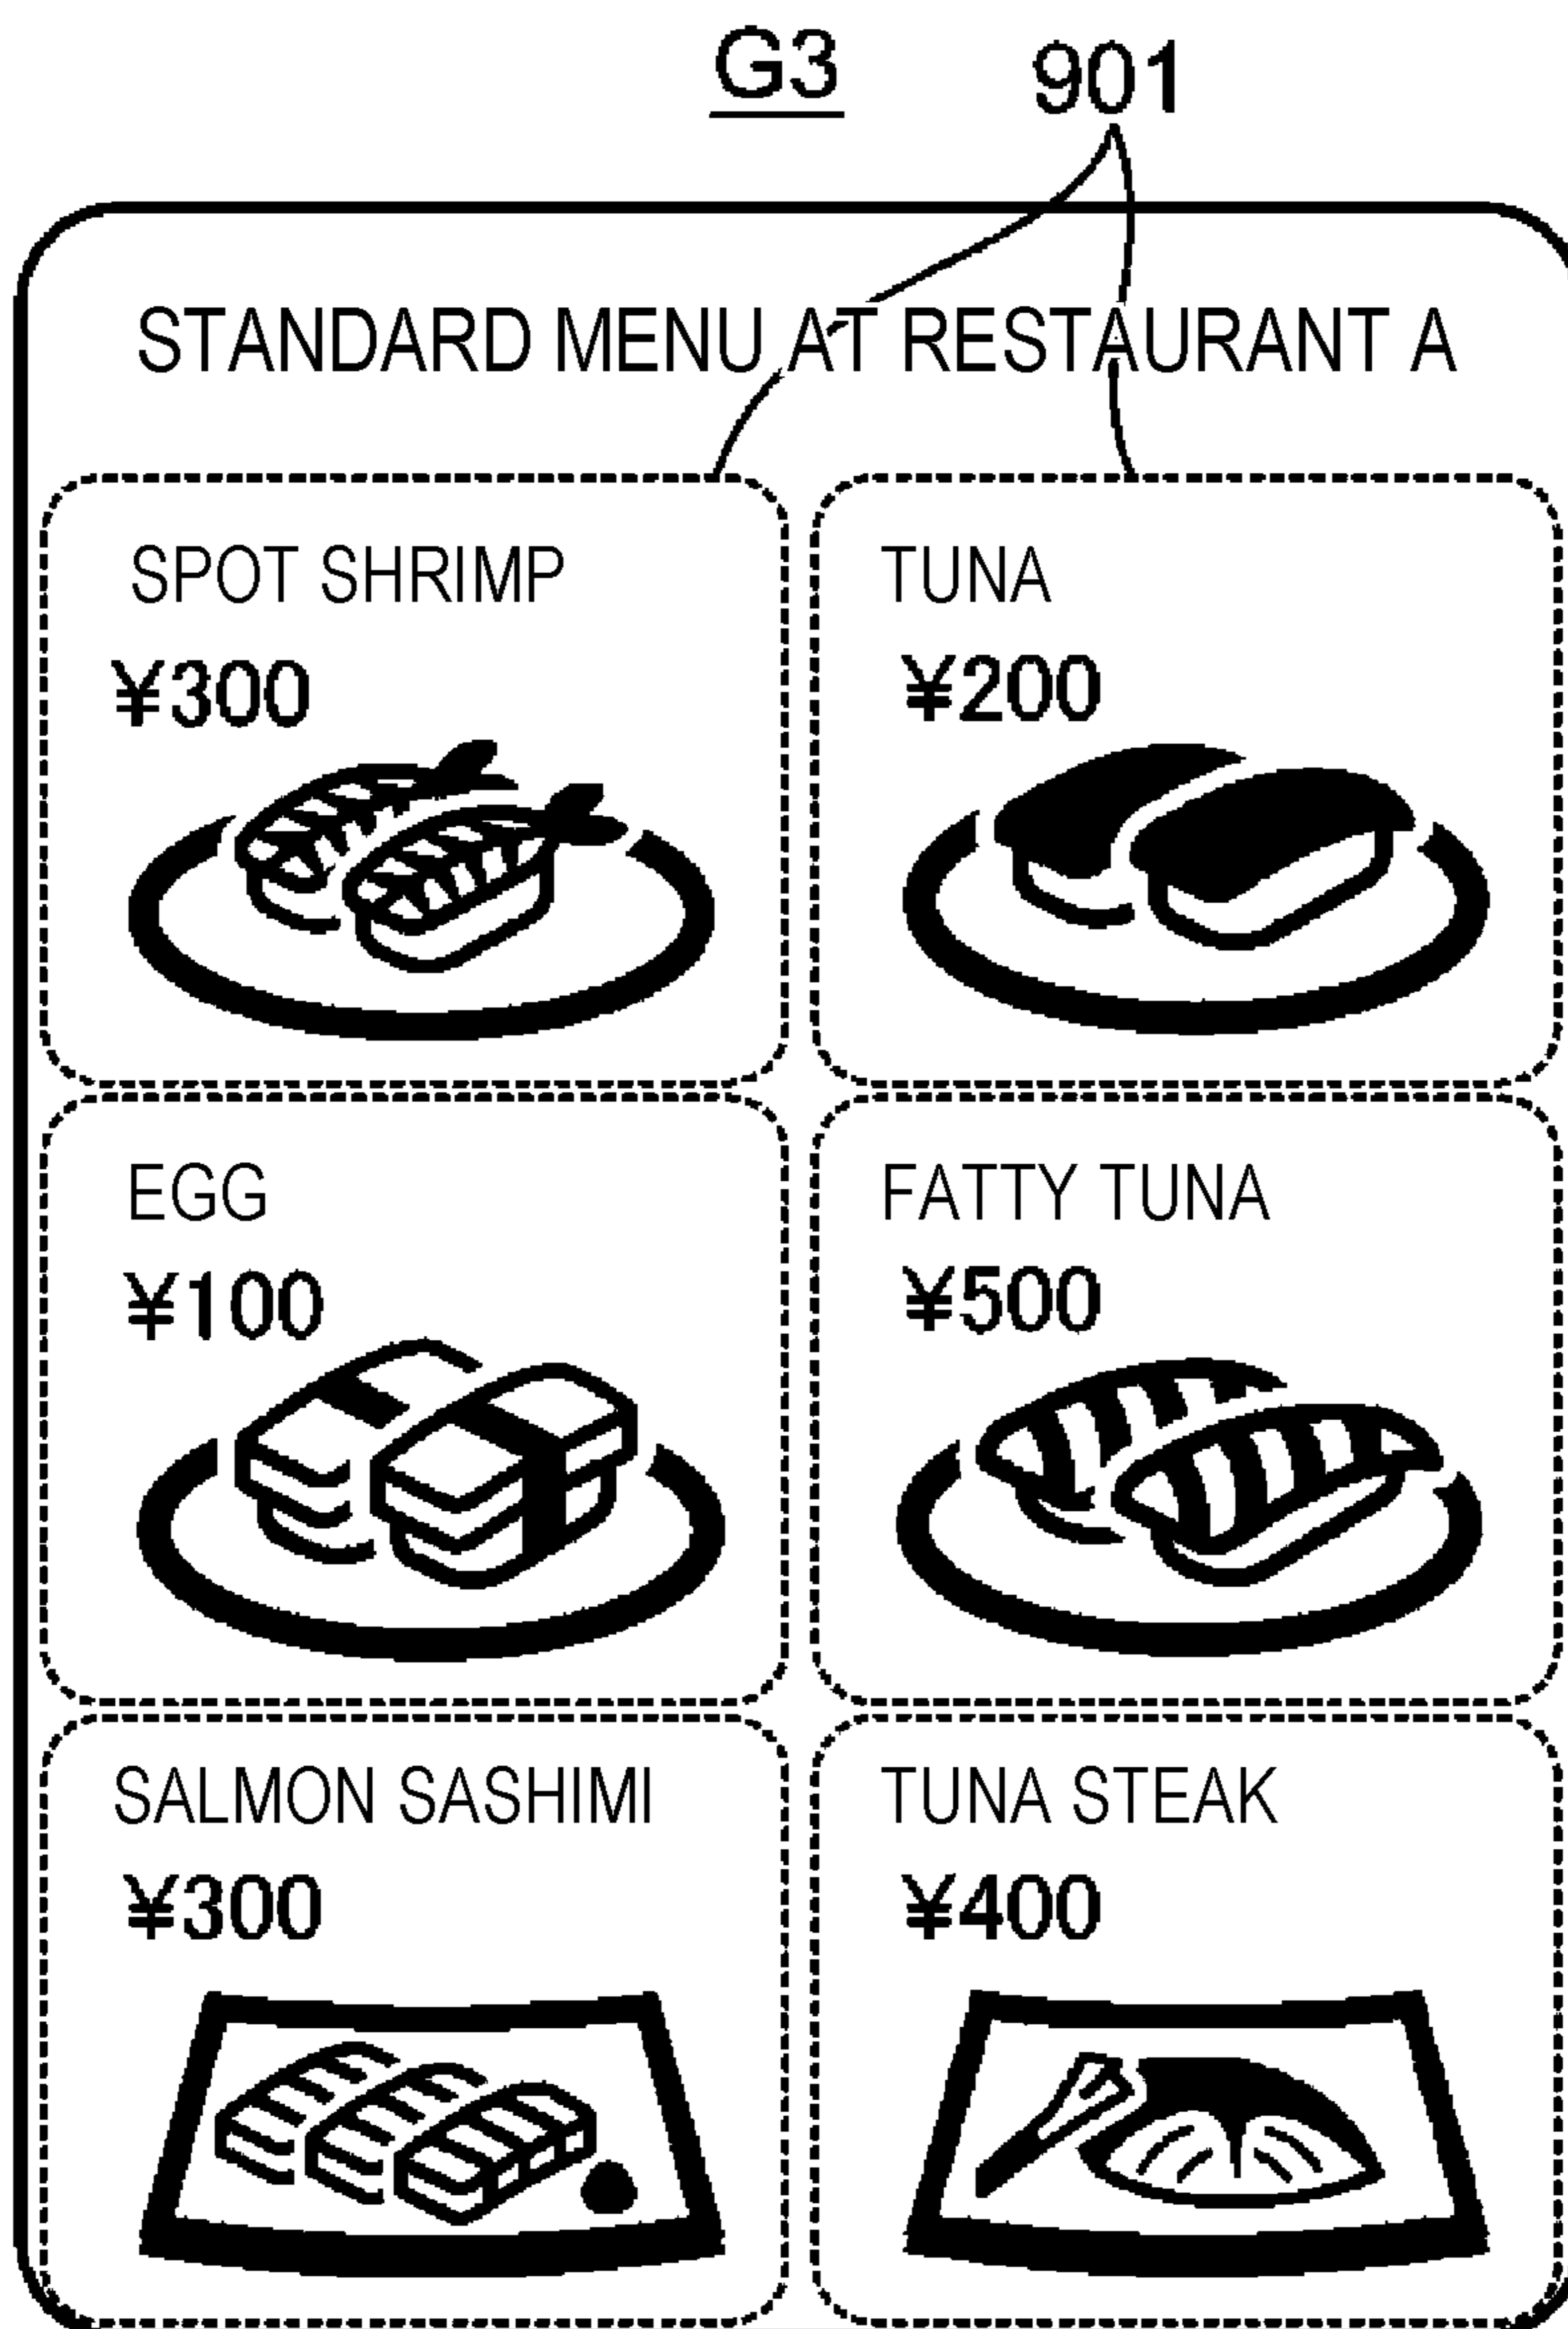 G3 901
STANDARD MENU AT RESTAURANT A
SPOT SHRIMP
¥300
TUNA
¥200
EGG
¥100
FATTY TUNA
¥500
SALMON SASHIMI
¥300
TUNA STEAK
¥400